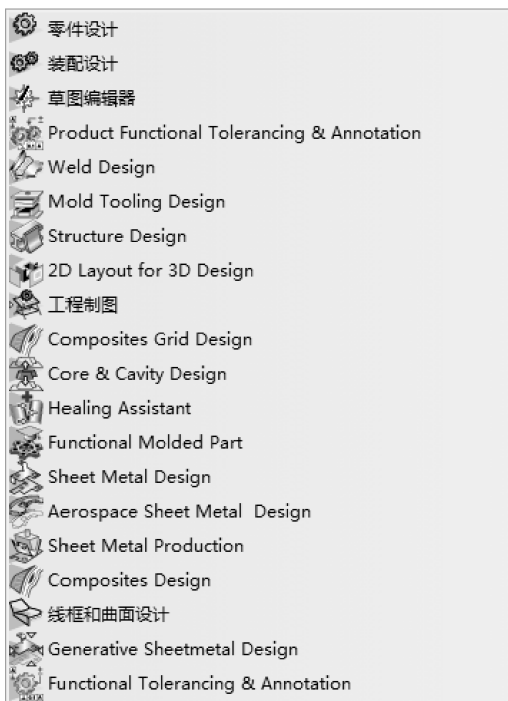 零件设计
装配设计
草图编辑器
Product Functional Tolerancing & Annotation
Weld Design
Mold Tooling Design
Structure Design
2D Layout for 3D Design
工程制图
Composites Grid Design
Core & Cavity Design
Healing Assistant
Functional Molded Part
Sheet Metal Design
Aerospace Sheet Metal  Design
Sheet Metal Production
Composites Design
线框和曲面设计
Generative Sheetmetal Design
Functional Tolerancing & Annotation